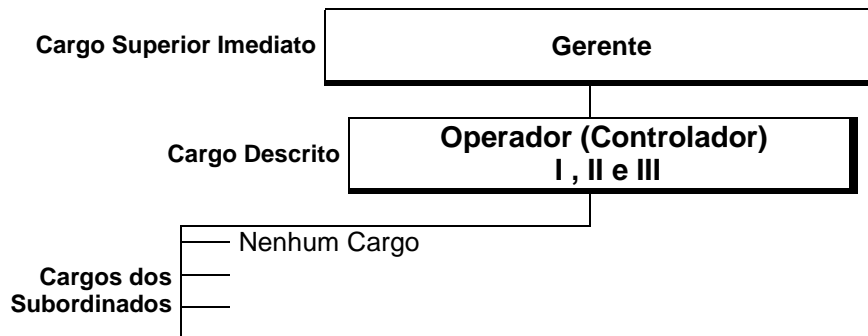 Cargo Superior Imediato
Gerente
Cargo Descrito
Operador (Controlador)
I , II e III
Nenhum Cargo
Cargos dos
Subordinados